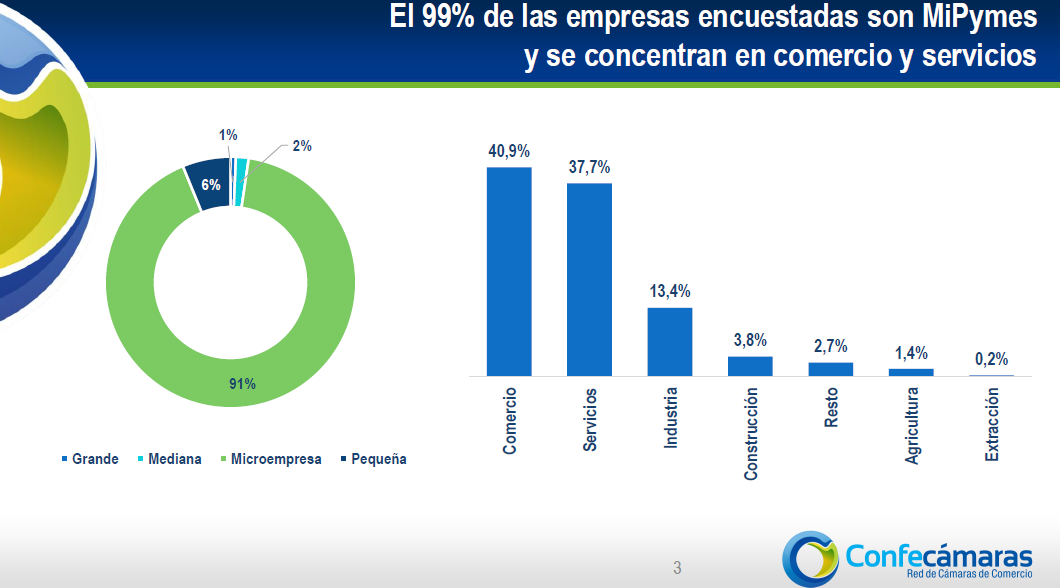 El 99% de las empresas encuestadas son MiPymes
y se concentran en comercio y servicios
1%
2%
6%
91%
Grande Mediana Microempresa Pequeña
40,9%
37,7%
13,4%
3,8%
2,7%
1,4%
0,2%
Comercio
Servicios
Industria
Construcción
Resto
Agricultura
Extracción
3
Confecámaras
Red de Cámaras de Comercio